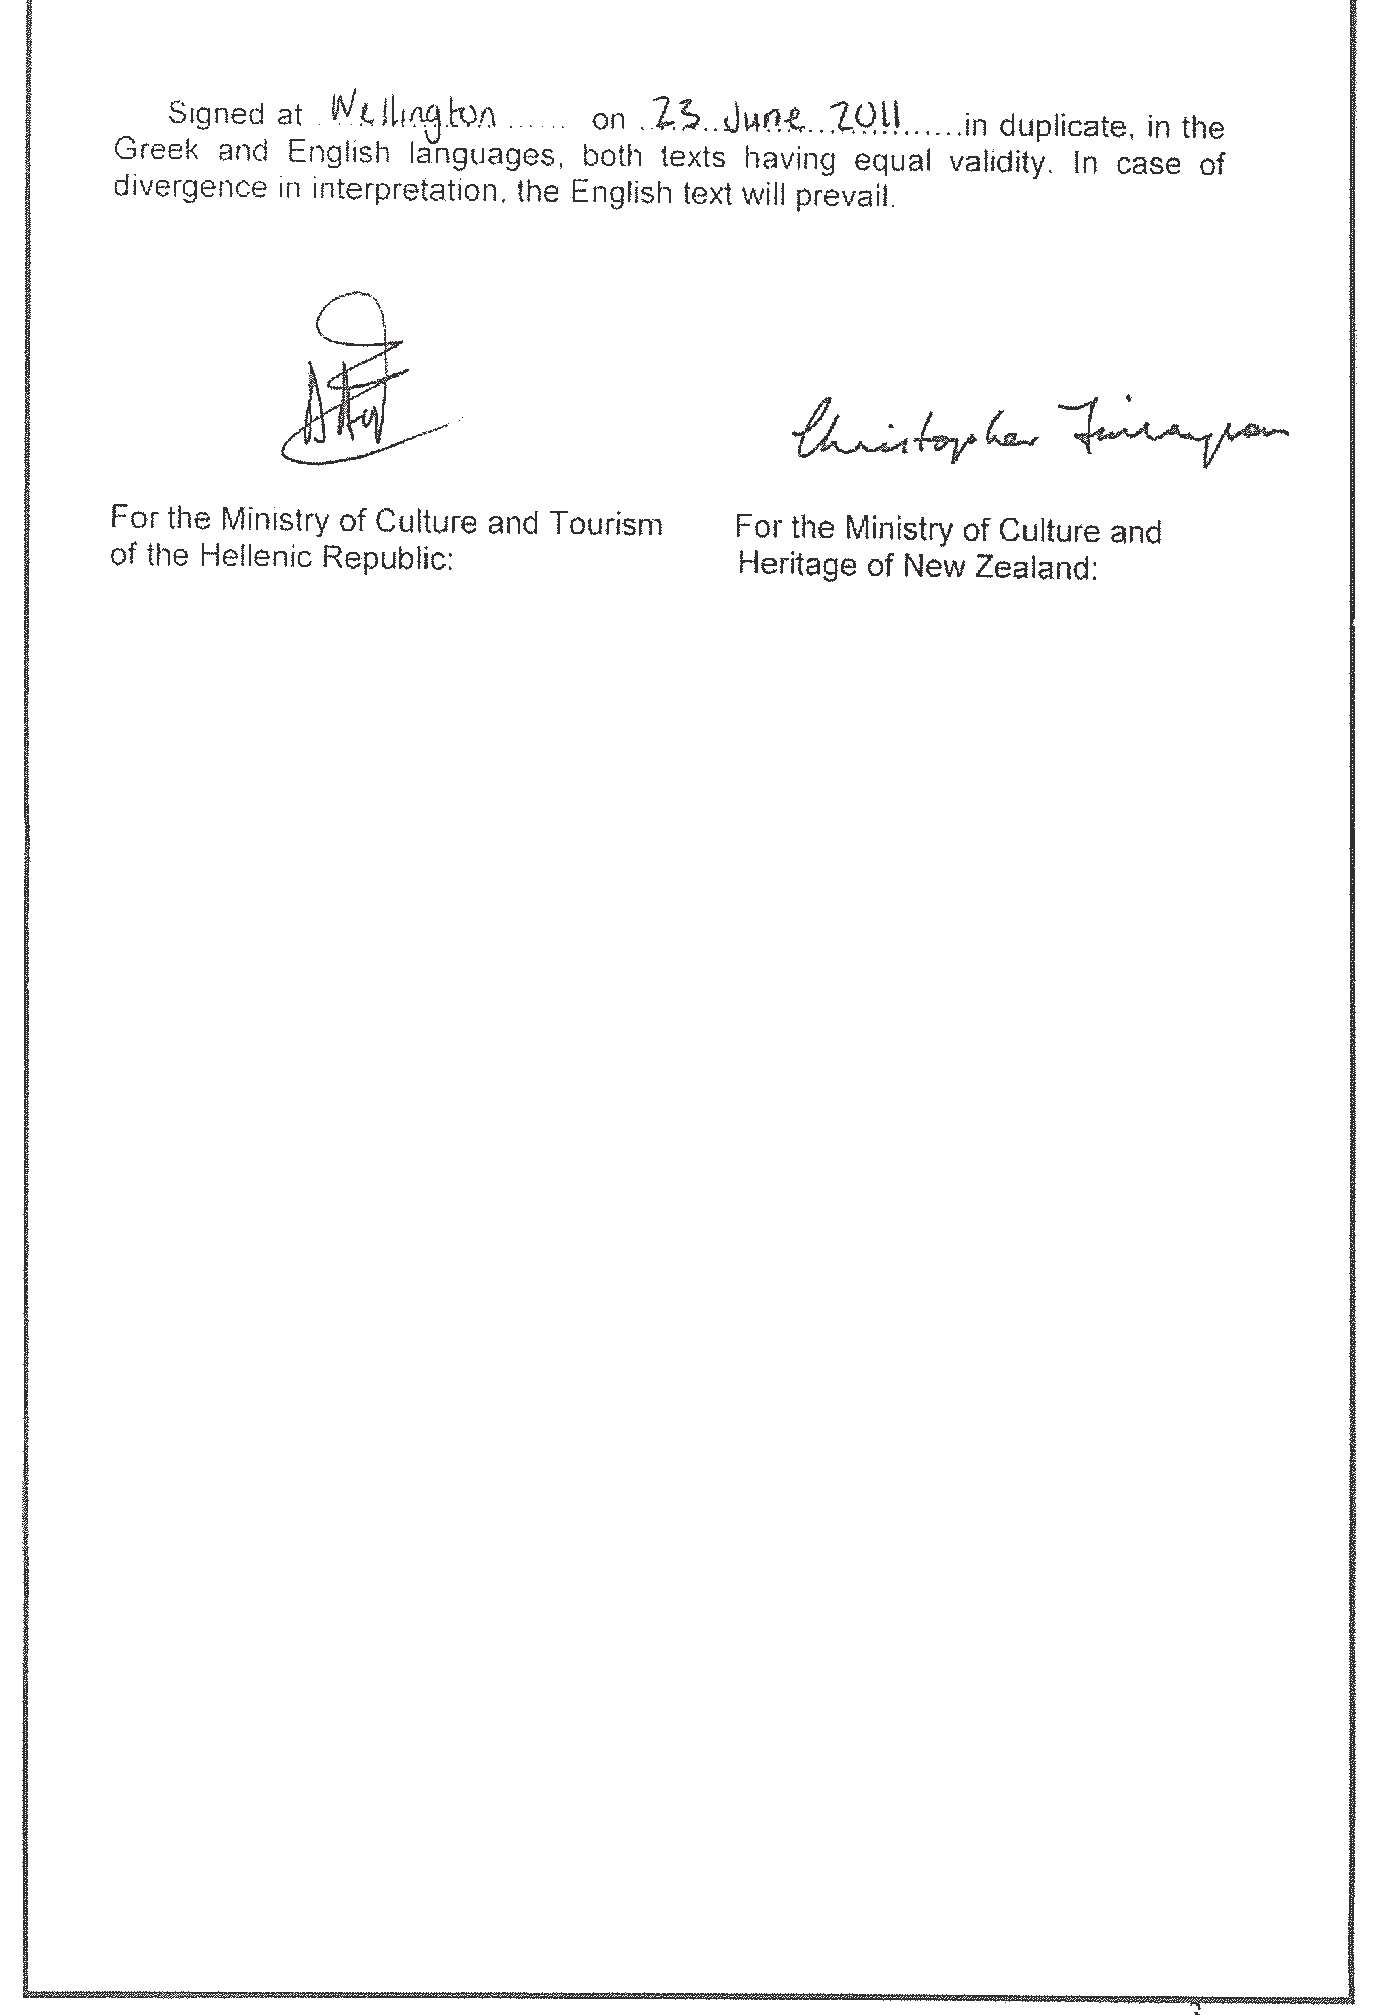 Signed at Wellington ...... on ..23..June..2011......in duplicate, in the
Greek and English languages, both texts having equal validity. In case of
divergence in interpretation, the English text will prevail.
Christopher Finlayson
For the Ministry of Culture and Tourism
of the Hellenic Republic:
For the Ministry of Culture and
Heritage of New Zealand: